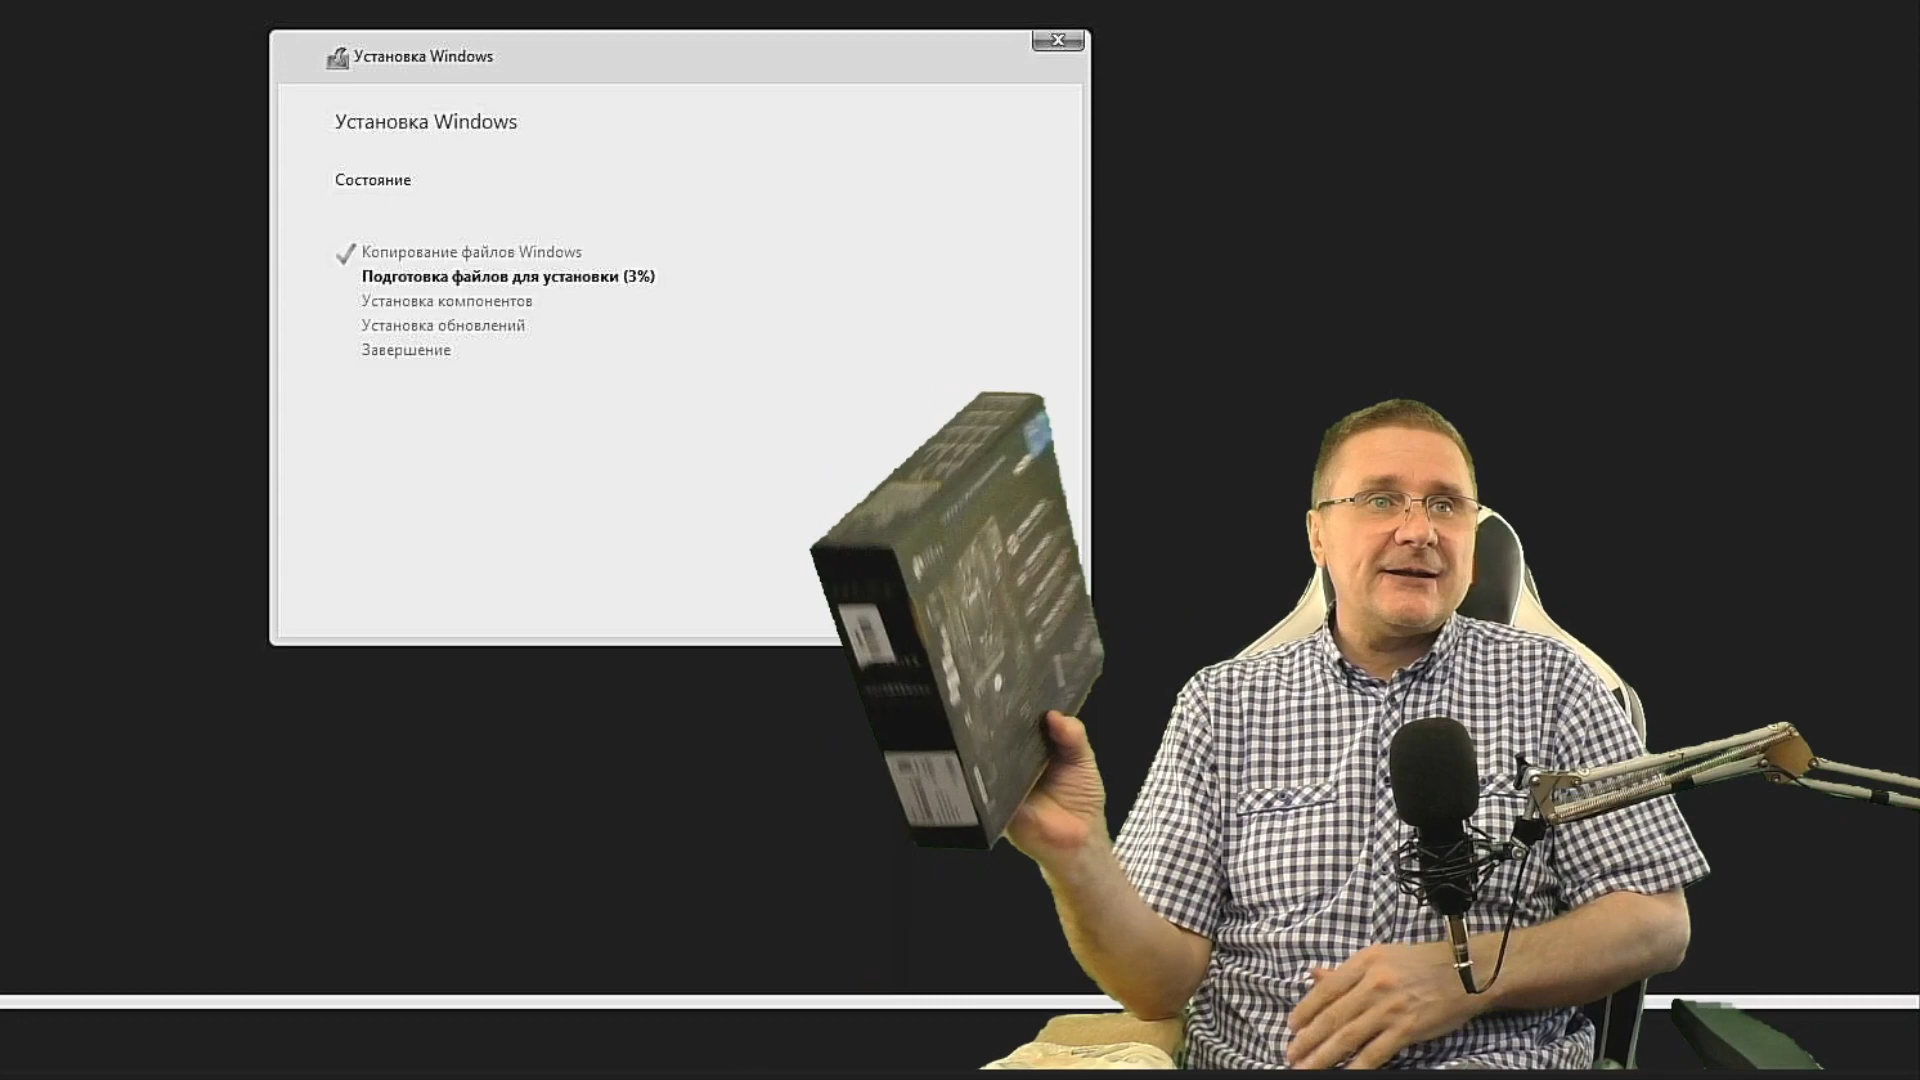 Установка Windows
Установка Windows
Состояние
Копирование файлов Windows
Подготовка файлов для установки (3%)
Установка компонентов
Установка обновлений
Завершение